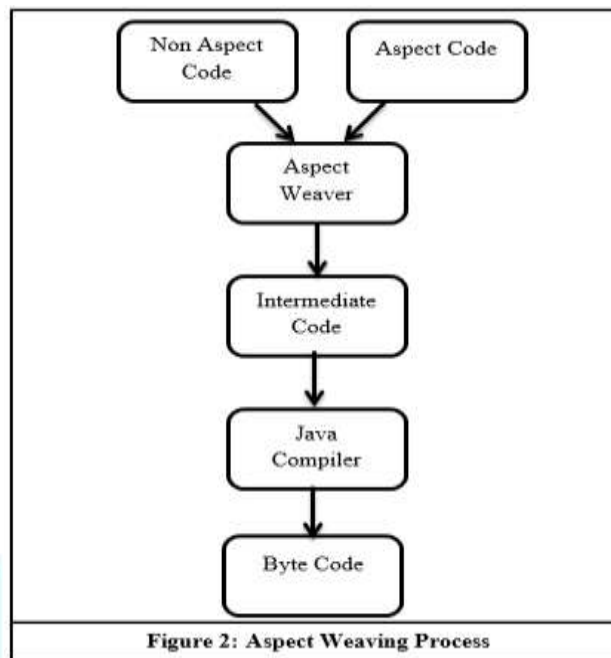 Non Aspect
Code
Aspect Code
Aspect
Weaver
Intermediate
Code
Java
Compiler
Byte Code
Figure 2: Aspect Weaving Process